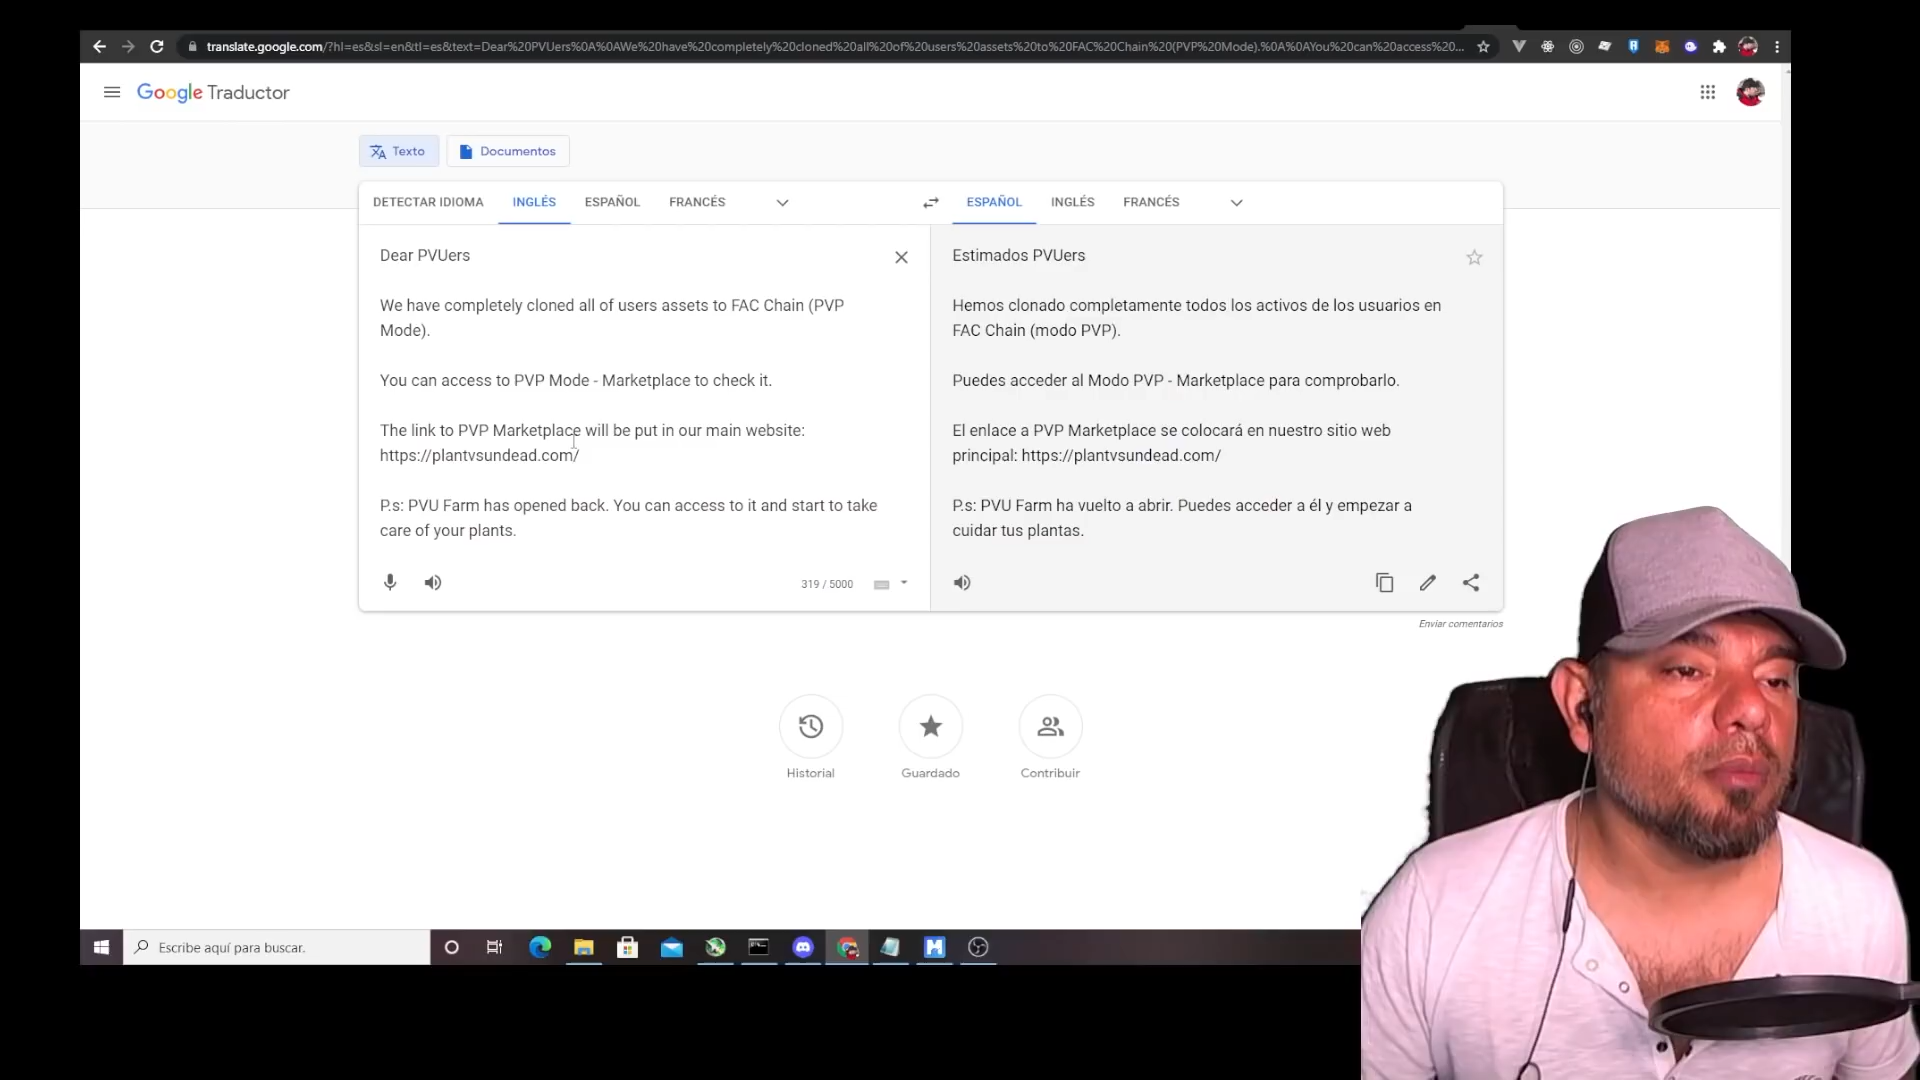 translate.google.com/?hl=es&sl=en&tl=es&text=Dear%20PVUers%0A%0AWe%20have%20completely%20cloned%20all%20of%20users%20assets%20to%20FAC%20Chain%20(PVP%20Mode).%0A%0AYou%20can%20access%20...
Google Traductor
Texto
Documentos
DETECTAR IDIOMA
INGLÉS
ESPAÑOL
FRANCÉS
ESPAÑOL
INGLÉS
FRANCÉS
Dear PVUers
We have completely cloned all of users assets to FAC Chain (PVP
Mode).
You can access to PVP Mode - Marketplace to check it.
The link to PVP Marketplace will be put in our main website:
https://plantvsundead.com/
P.s: PVU Farm has opened back. You can access to it and start to take
care of your plants.
319 / 5000
Estimados PVUers
Hemos clonado completamente todos los activos de los usuarios en
FAC Chain (modo PVP).
Puedes acceder al Modo PVP - Marketplace para comprobarlo.
El enlace a PVP Marketplace se colocará en nuestro sitio web
principal: https://plantvsundead.com/
P.s: PVU Farm ha vuelto a abrir. Puedes acceder a él y empezar a
cuidar tus plantas.
Enviar comentarios
Historial
Guardado
Contribuir
Escribe aquí para buscar.